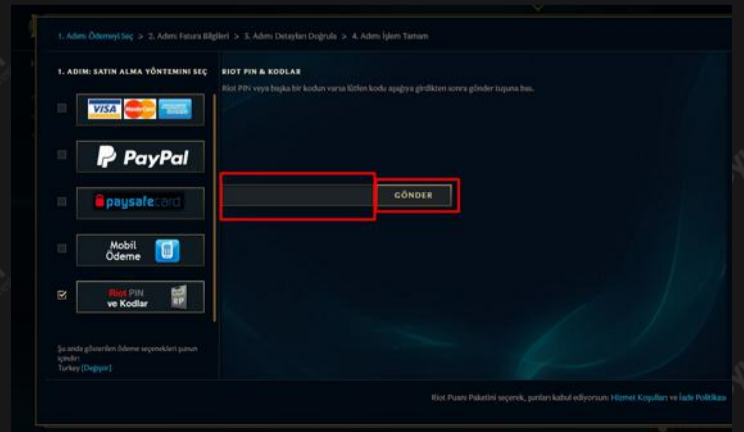 1. Adım: Ödemeyi Seç > 2. Adım: Fatura Bilgileri > 3. Adım: Detayları Doğrula > 4. Adım: İşlem Tamam
1. ADIM: SATIN ALMA YÖNTEMİNİ SEÇ
RIOT PIN & KODLAR
Riot PIN veya başka bir kodun varsa lütfen kodu aşağıya girdikten sonra gönder tuşuna bas.
VISA MasterCard
PayPal
paysafecard
GÖNDER
Mobil
Ödeme
Riot PIN
ve Kodlar
RP
Şu anda gösterilen ödeme seçenekleri şunun
içindir:
Turkey [Değiştir]
Riot Puanı Paketini seçerek, şunları kabul ediyorsun: Hizmet Koşulları ve İade Politikası